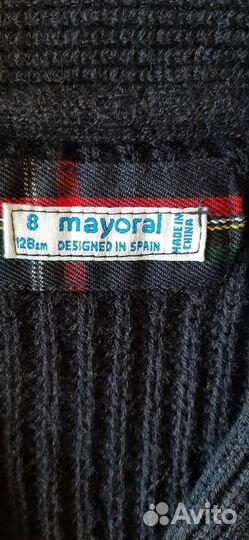 8 mayoral
128cm DESIGNED IN SPAIN
MADE IN
CHINA
Avito